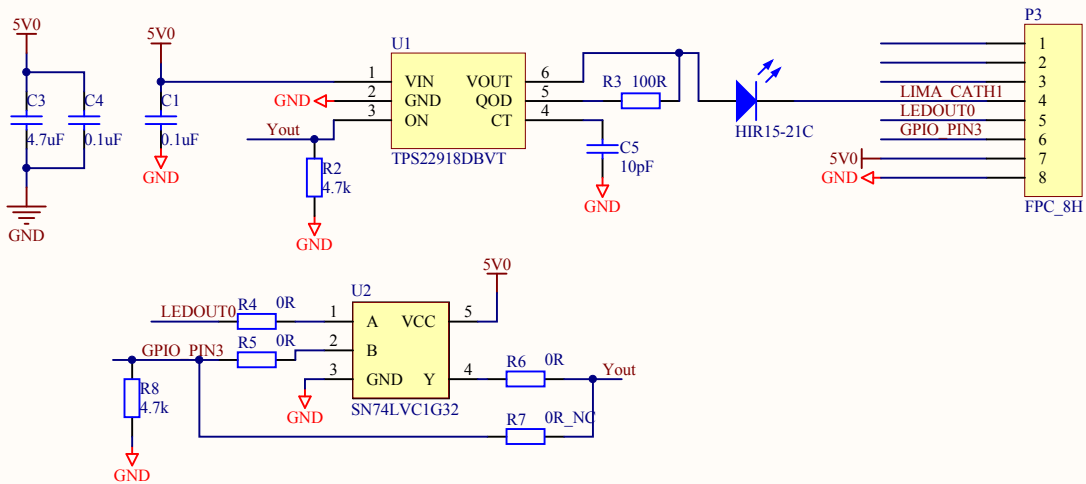 5V0
C3
4.7uF
C4
0.1uF
GND
5V0
C1
0.1uF
GND
U1
1 VIN VOUT 6
GND 2 GND QOD 5
3 ON CT 4
TPS22918DBVT
Yout
R2
4.7k
GND
R3 100R
C5
10pF
GND
HIR15-21C
P3
1
2
3
LIMA_CATH1 4
LEDOUT0 5
GPIO_PIN3 6
5V0 7
GND 8
FPC_8H
5V0
U2
LEDOUT0 R4 0R 1 A VCC 5
GPIO_PIN3 R5 0R 2 B
3 GND Y 4 R6 0R Yout
GND
SN74LVC1G32
R7 0R_NC
R8
4.7k
GND